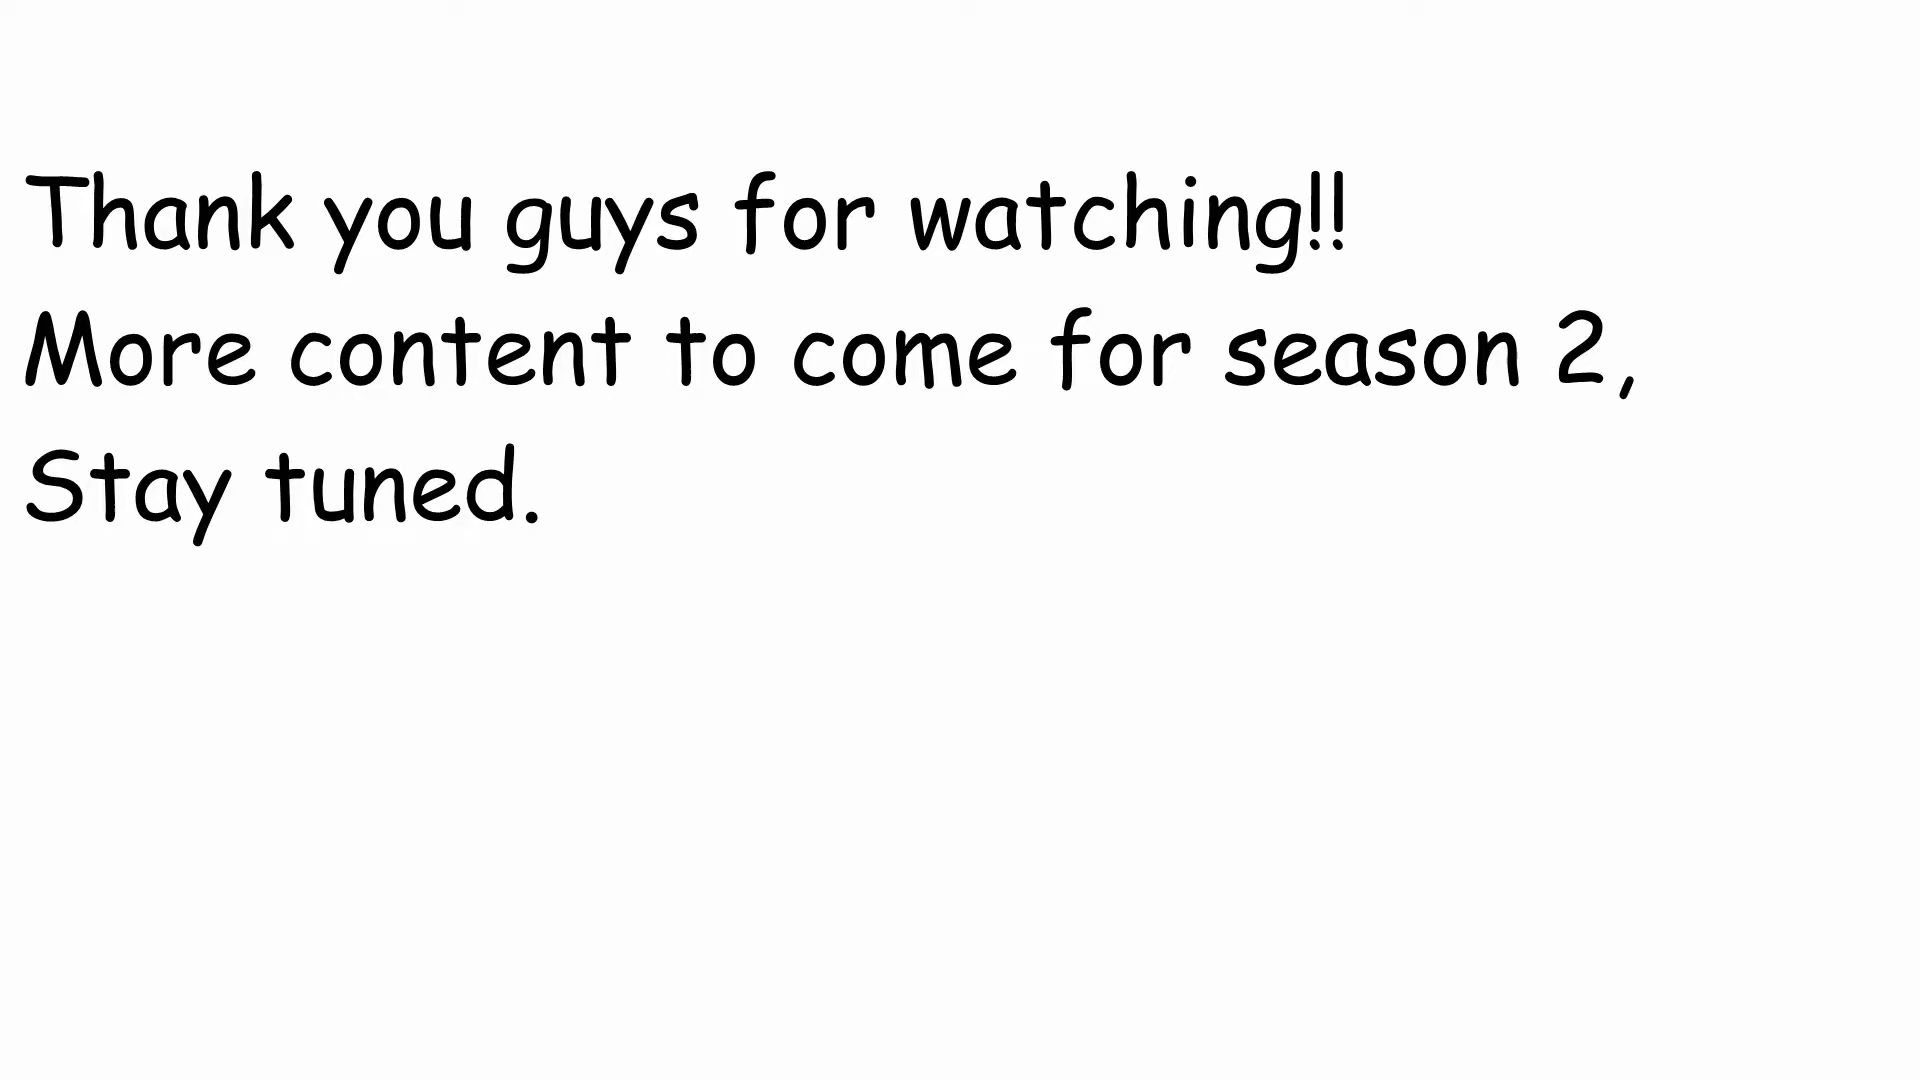 Thank you guys for watching!!
More content to come for season 2,
Stay tuned.